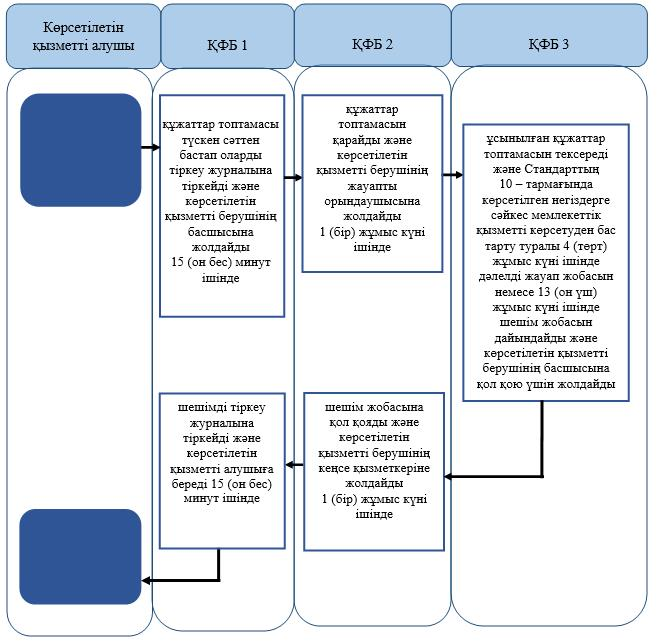 Көрсетілетін
қызметті алушы
ҚФБ 1
ҚФБ 2
ҚФБ 3
құжаттар топтамасы
түскен сәттен
бастап оларды
тіркеу журналына
тіркейді және
көрсетілетін
қызметті берушінің
басшысына
жолдайды
15 (он бес) минут
ішінде
құжаттар
топтамасын
қарайды және
көрсетілетін
қызметті берушінің
жауапты
орындаушысына
жолдайды
1 (бір) жұмыс күні
ішінде
ұсынылған құжаттар
топтамасын тексереді
және Стандарттың
10 – тармағында
көрсетілген негіздерге
сәйкес мемлекеттік
қызметті көрсетуден бас
тарту туралы 4 (төрт)
жұмыс күні ішінде
дәлелді жауап жобасын
немесе 13 (он үш)
жұмыс күні ішінде
шешім жобасын
дайындайды және
көрсетілетін қызметті
берушінің басшысына
қол қою үшін жолдайды
шешімді тіркеу
журналына
тіркейді және
көрсетілетін
қызметті алушыға
береді 15 (он бес)
минут ішінде
шешім жобасына
қол қояды және
көрсетілетін
қызметті берушінің
кеңсе қызметкеріне
жолдайды
1 (бір) жұмыс күні
ішінде